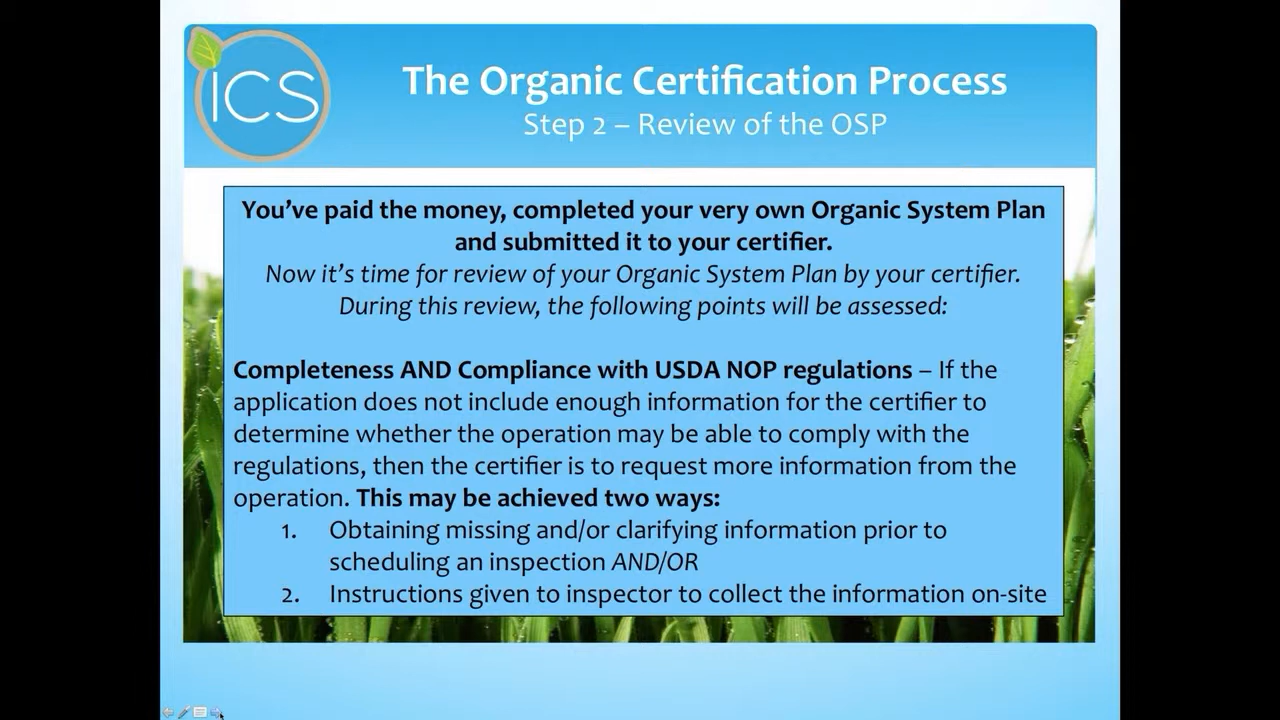 ICS
The Organic Certification Process
Step 2 – Review of the OSP
You’ve paid the money, completed your very own Organic System Plan
and submitted it to your certifier.
Now it’s time for review of your Organic System Plan by your certifier.
During this review, the following points will be assessed:
Completeness AND Compliance with USDA NOP regulations – If the
application does not include enough information for the certifier to
determine whether the operation may be able to comply with the
regulations, then the certifier is to request more information from the
operation. This may be achieved two ways:
1. Obtaining missing and/or clarifying information prior to
scheduling an inspection AND/OR
2. Instructions given to inspector to collect the information on-site